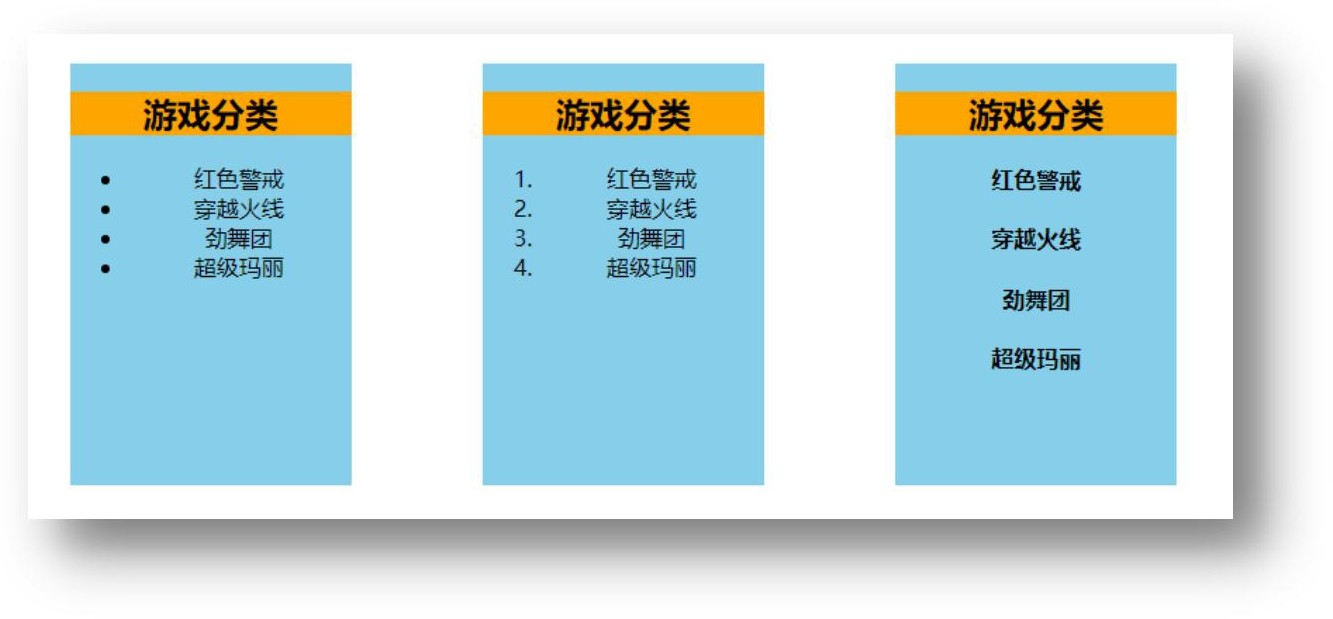 游戏分类
红色警戒
穿越火线
劲舞团
超级玛丽
游戏分类
1. 红色警戒
2. 穿越火线
3. 劲舞团
4. 超级玛丽
游戏分类
红色警戒
穿越火线
劲舞团
超级玛丽